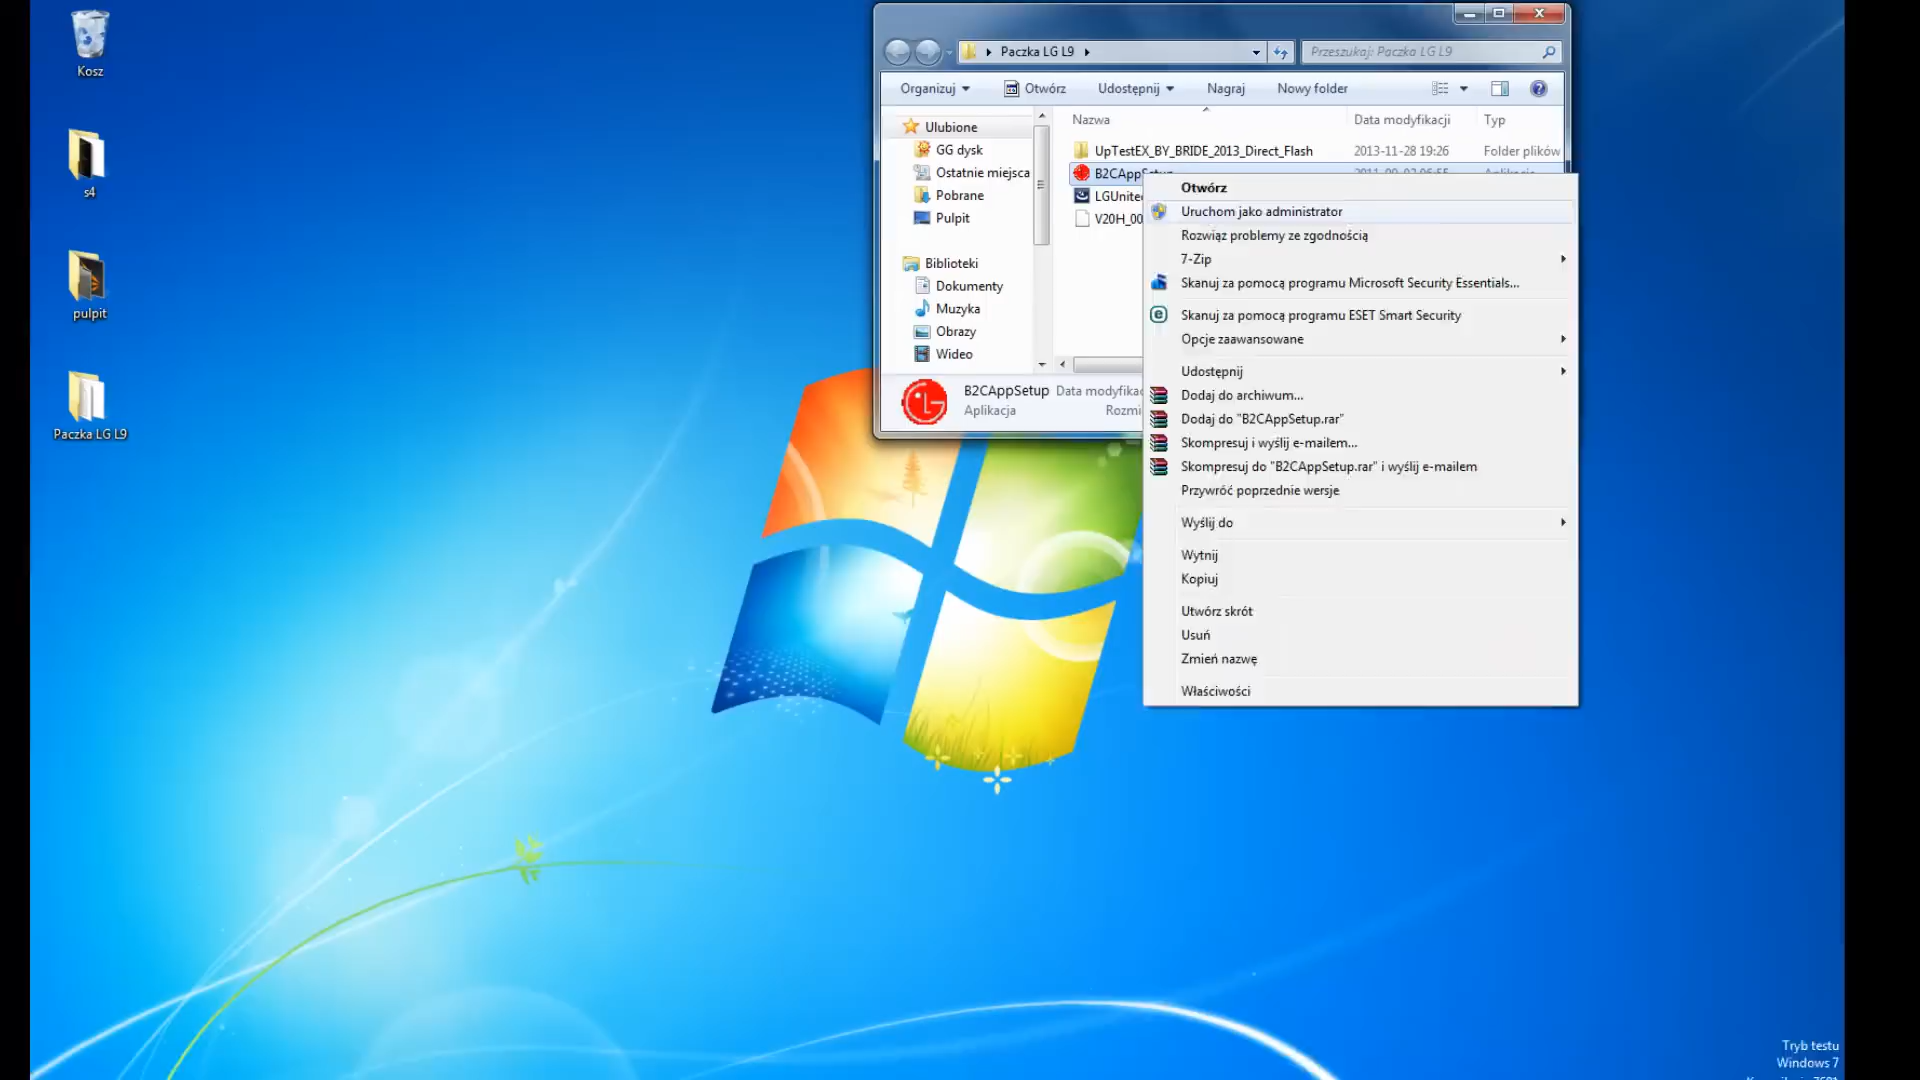 Kosz
s4
pulpit
Paczka LG L9
Paczka LG L9
Przeszukaj: Paczka LG L9
Organizuj
Otwórz
Udostępnij
Nagraj
Nowy folder
Ulubione
GG dysk
Ostatnie miejsca
Pobrane
Pulpit
Biblioteki
Dokumenty
Muzyka
Obrazy
Wideo
Nazwa
Data modyfikacji
Typ
UpTestEX_BY_BRIDE_2013_Direct_Flash
2013-11-28 19:26
Folder plików
B2CAppSetup
LGUnite
V20H_00
B2CAppSetup Data modyfikac
Aplikacja Rozmi
Otwórz
Uruchom jako administrator
Rozwiąz problemy ze zgodnością
7-Zip
Skanuj za pomocą programu Microsoft Security Essentials...
Skanuj za pomocą programu ESET Smart Security
Opcje zaawansowane
Udostępnij
Dodaj do archiwum...
Dodaj do "B2CAppSetup.rar"
Skompresuj i wyślij e-mailem...
Skompresuj do "B2CAppSetup.rar" i wyślij e-mailem
Przywróć poprzednie wersje
Wyślij do
Wytnij
Kopiuj
Utwórz skrót
Usuń
Zmień nazwę
Właściwości
Tryb testu
Windows 7